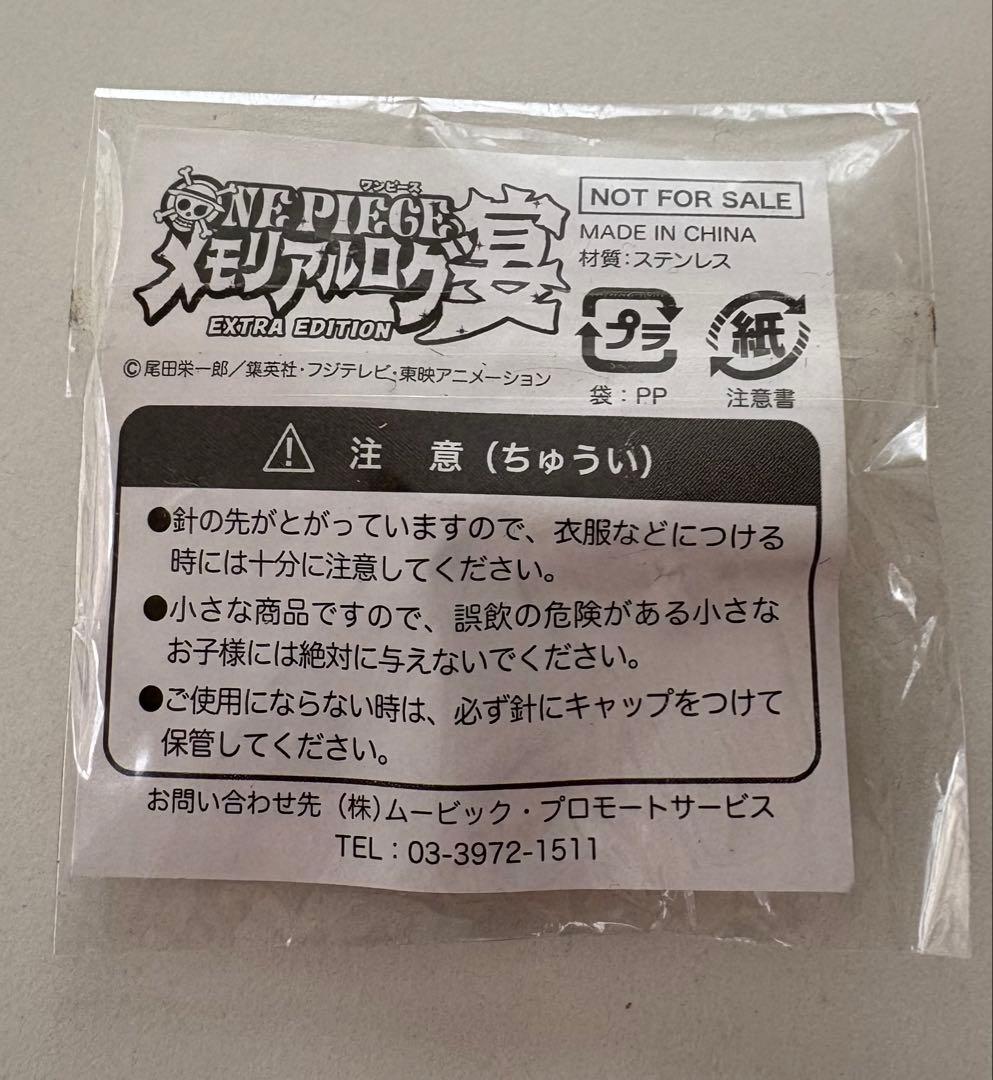 ワンピース
ONE PIECE
メモリアルログ宴
EXTRA EDITION
NOT FOR SALE
MADE IN CHINA
材質：ステンレス
プラ
袋：PP
紙
注意書
©尾田栄一郎／集英社・フジテレビ・東映アニメーション
注 意 (ちゅうい)
●針の先がとがっていますので、衣服などにつける
時には十分に注意してください。
●小さな商品ですので、誤飲の危険がある小さな
お子様には絶対に与えないでください。
●ご使用にならない時は、必ず針にキャップをつけて
保管してください。
お問い合わせ先 (株)ムービック・プロモートサービス
TEL：03-3972-1511